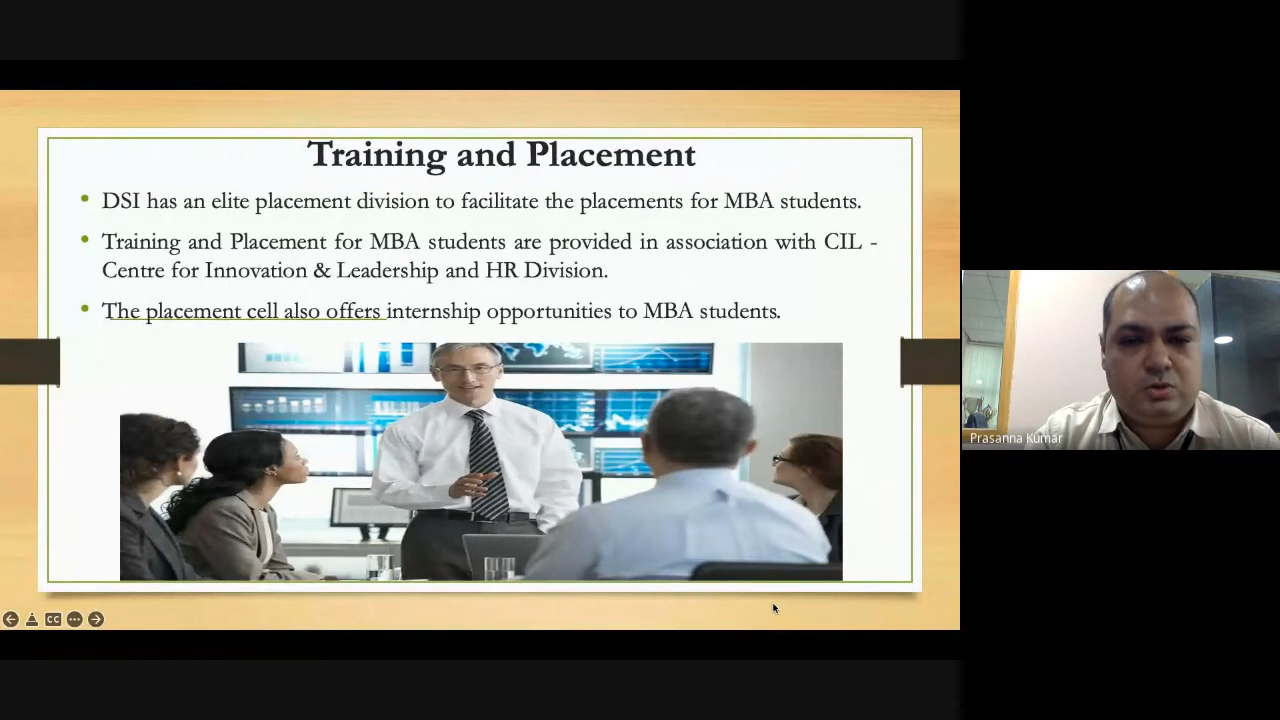 Training and Placement
• DSI has an elite placement division to facilitate the placements for MBA students.
• Training and Placement for MBA students are provided in association with CIL -
Centre for Innovation & Leadership and HR Division.
• The placement cell also offers internship opportunities to MBA students.
Prasanna Kumar
CC